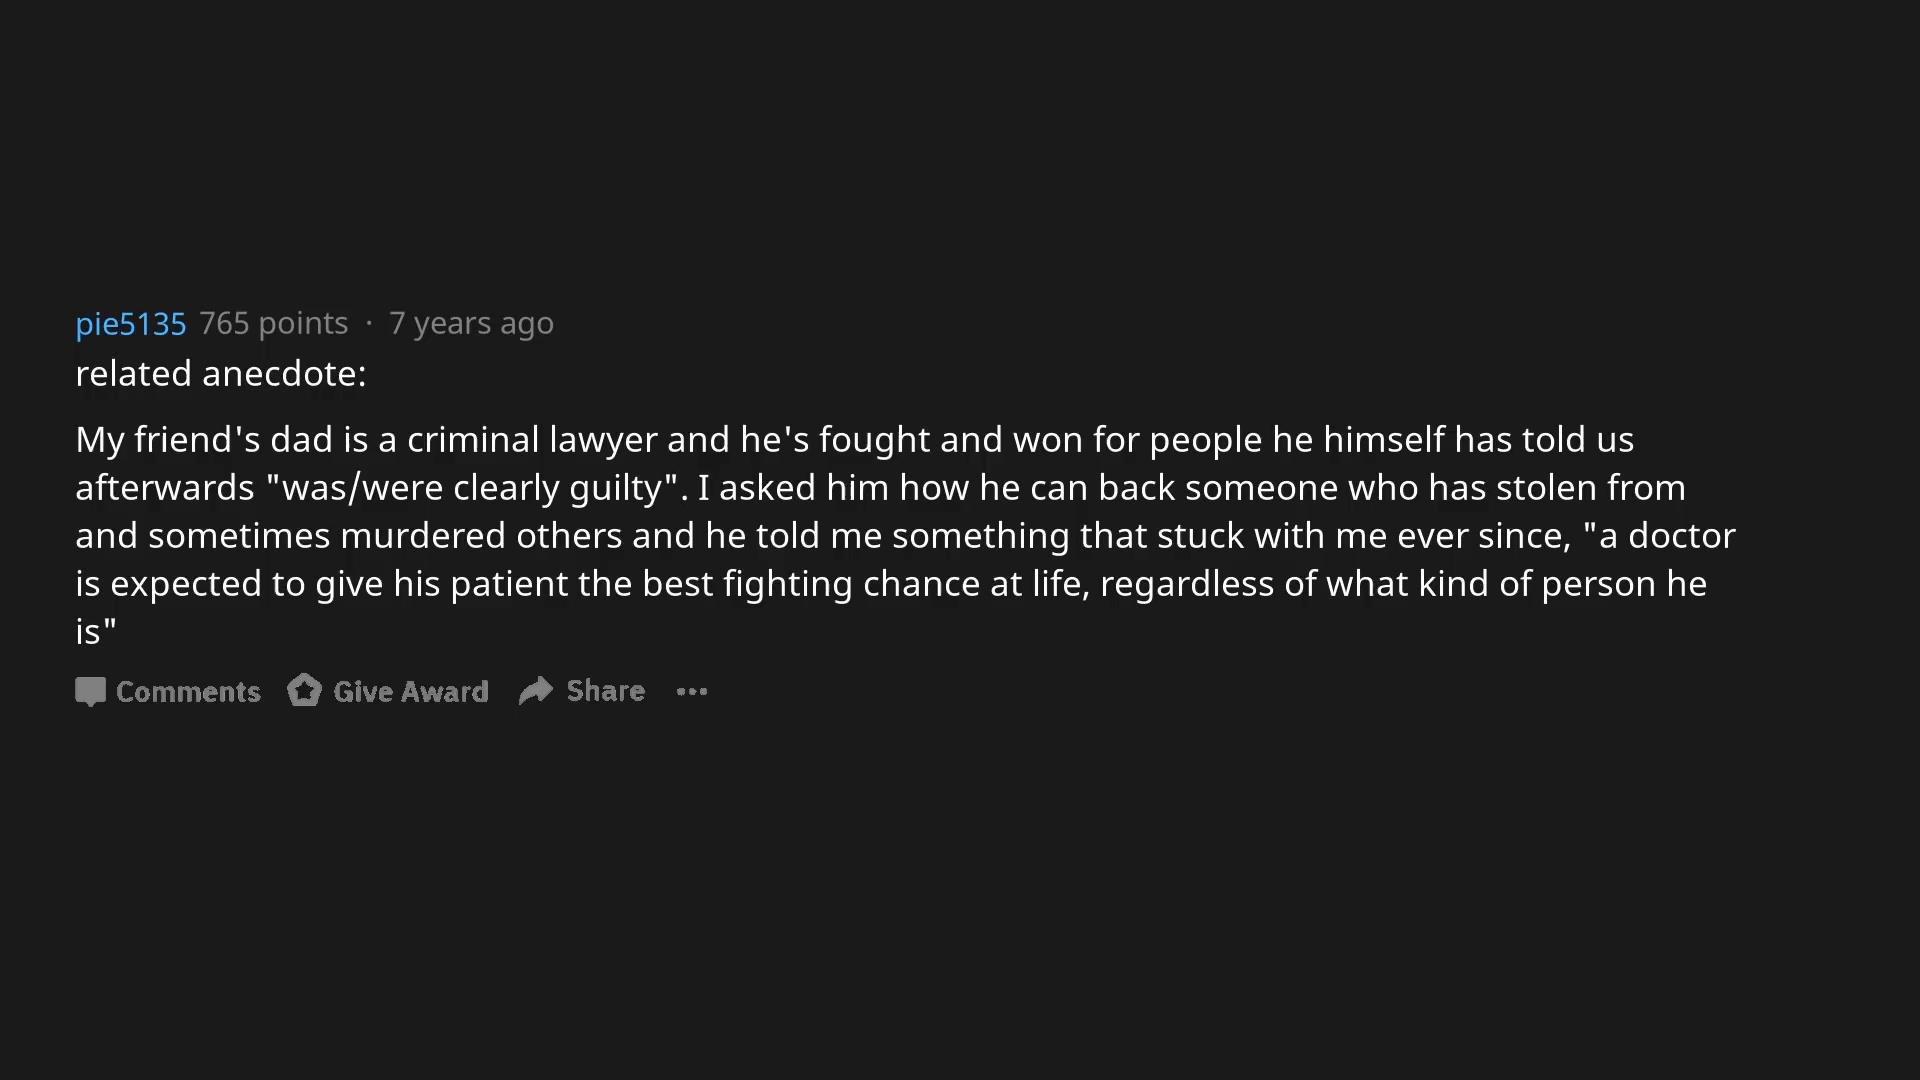 pie5135 765 points · 7 years ago
related anecdote:
My friend's dad is a criminal lawyer and he's fought and won for people he himself has told us
afterwards "was/were clearly guilty". I asked him how he can back someone who has stolen from
and sometimes murdered others and he told me something that stuck with me ever since, "a doctor
is expected to give his patient the best fighting chance at life, regardless of what kind of person he
is"
Comments Give Award Share ···